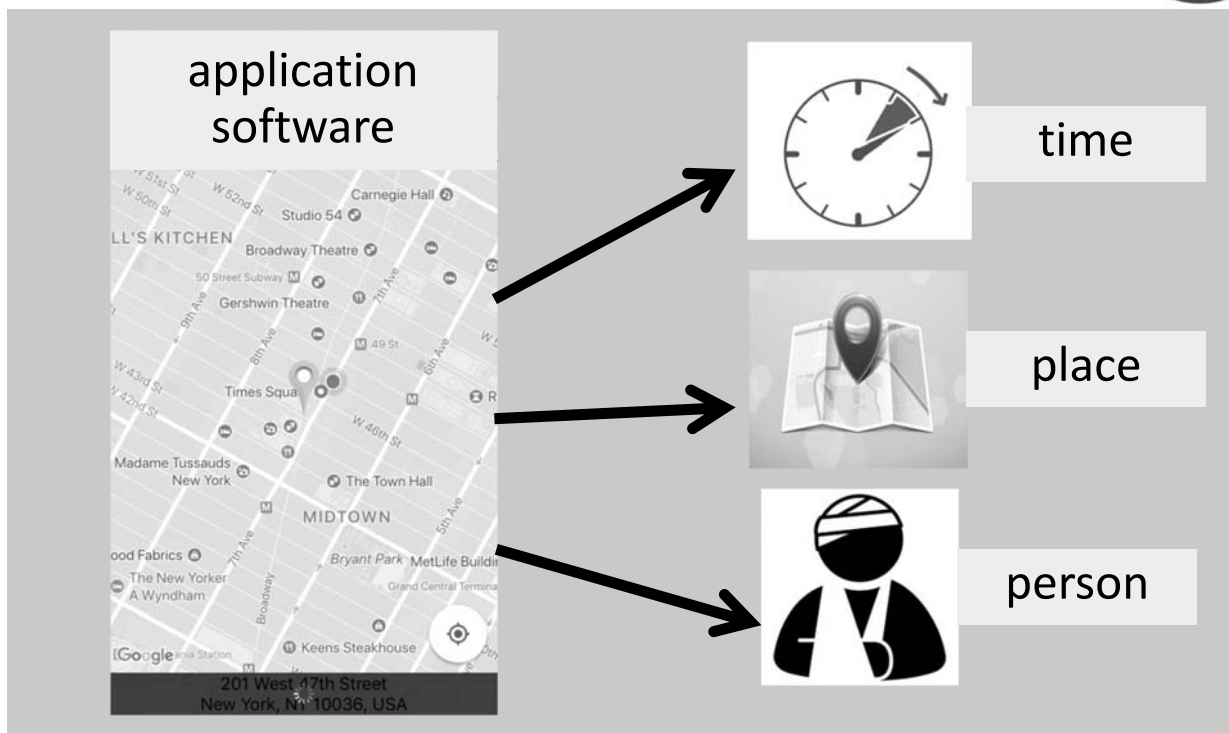 application
software
time
place
person
W 51st St
St
W 50th St
W 52nd St
Carnegie Hall
Studio 54
LL'S KITCHEN
Broadway Theatre
50 Street Subway M
Gershwin Theatre
7th Ave
9th Ave
8th Ave
M 49 St
6th Ave
W 43rd St
W 42nd St
Times Squa
M
R
W 46th St
Madame Tussauds
New York
The Town Hall
M
MIDTOWN
5th Ave
ood Fabrics
7th Ave
Bryant Park
MetLife Buildin
The New Yorker
A Wyndham
Grand Central Termina
Broadway
Google
ania Station
Keens Steakhouse
M
201 West 47th Street
New York, NY 10036, USA